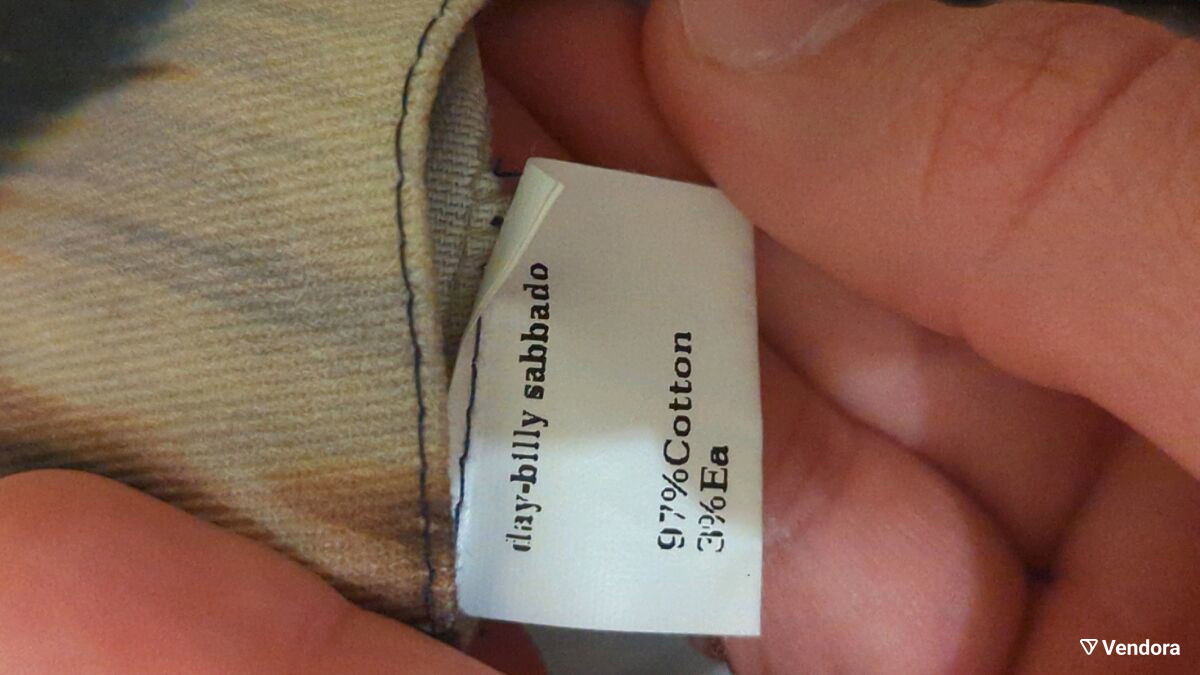 day-billy sabbado
97%Cotton
3%Ea
Vendora